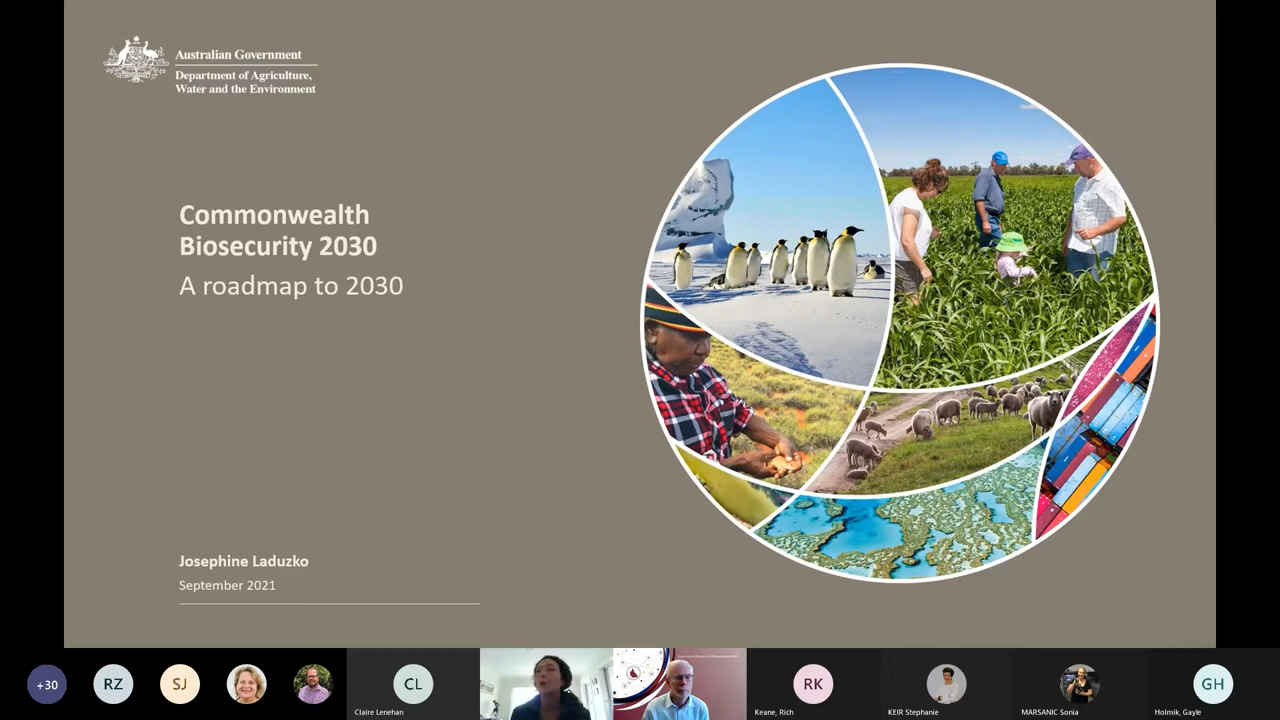 Australian Government
Department of Agriculture,
Water and the Environment
Commonwealth
Biosecurity 2030
A roadmap to 2030
Josephine Laduzko
September 2021
+30
RZ
SJ
CL
RK
GH
Claire Lenehan
Keane, Rich
KEIR Stephanie
MARSANIC Sonia
Holmik, Gayle